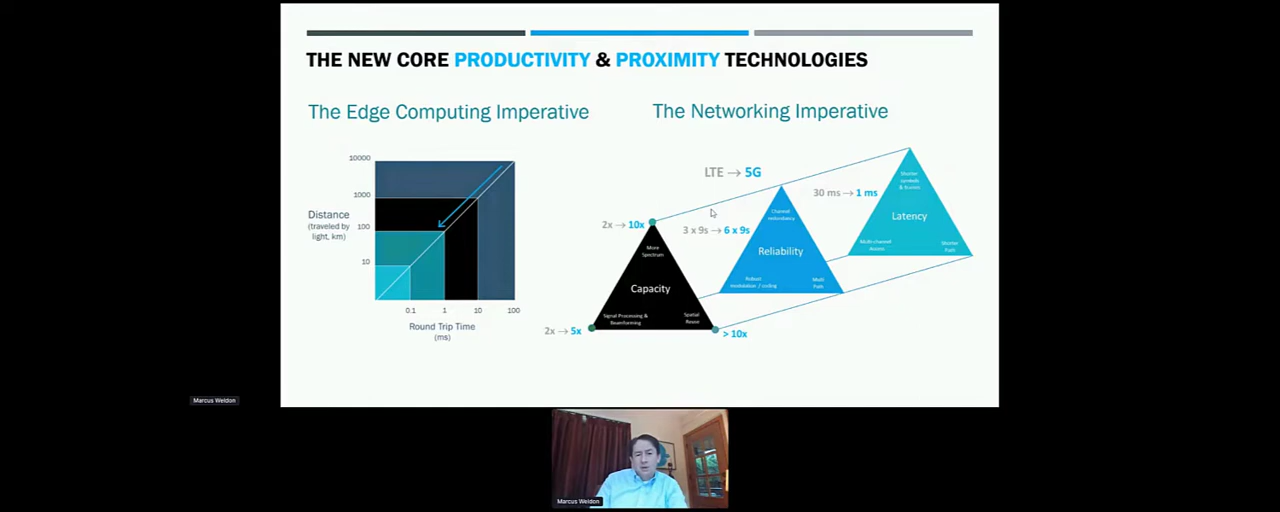 THE NEW CORE PRODUCTIVITY & PROXIMITY TECHNOLOGIES
The Edge Computing Imperative
10000
1000
100
10
Distance
(traveled by
light, km)
0.1
1
10
100
Round Trip Time
(ms)
The Networking Imperative
LTE → 5G
2x → 10x
More
Spectrum
Capacity
Signal Processing &
Beamforming
Spatial
Reuse
2x → 5x
> 10x
3 x 9s → 6 x 9s
Channel
redundancy
Reliability
Robust
modulation / coding
Multi
Path
30 ms → 1 ms
Shorter
symbols
& frames
Latency
Multi-channel
Access
Shorter
Path
Marcus Weldon
Marcus Weldon